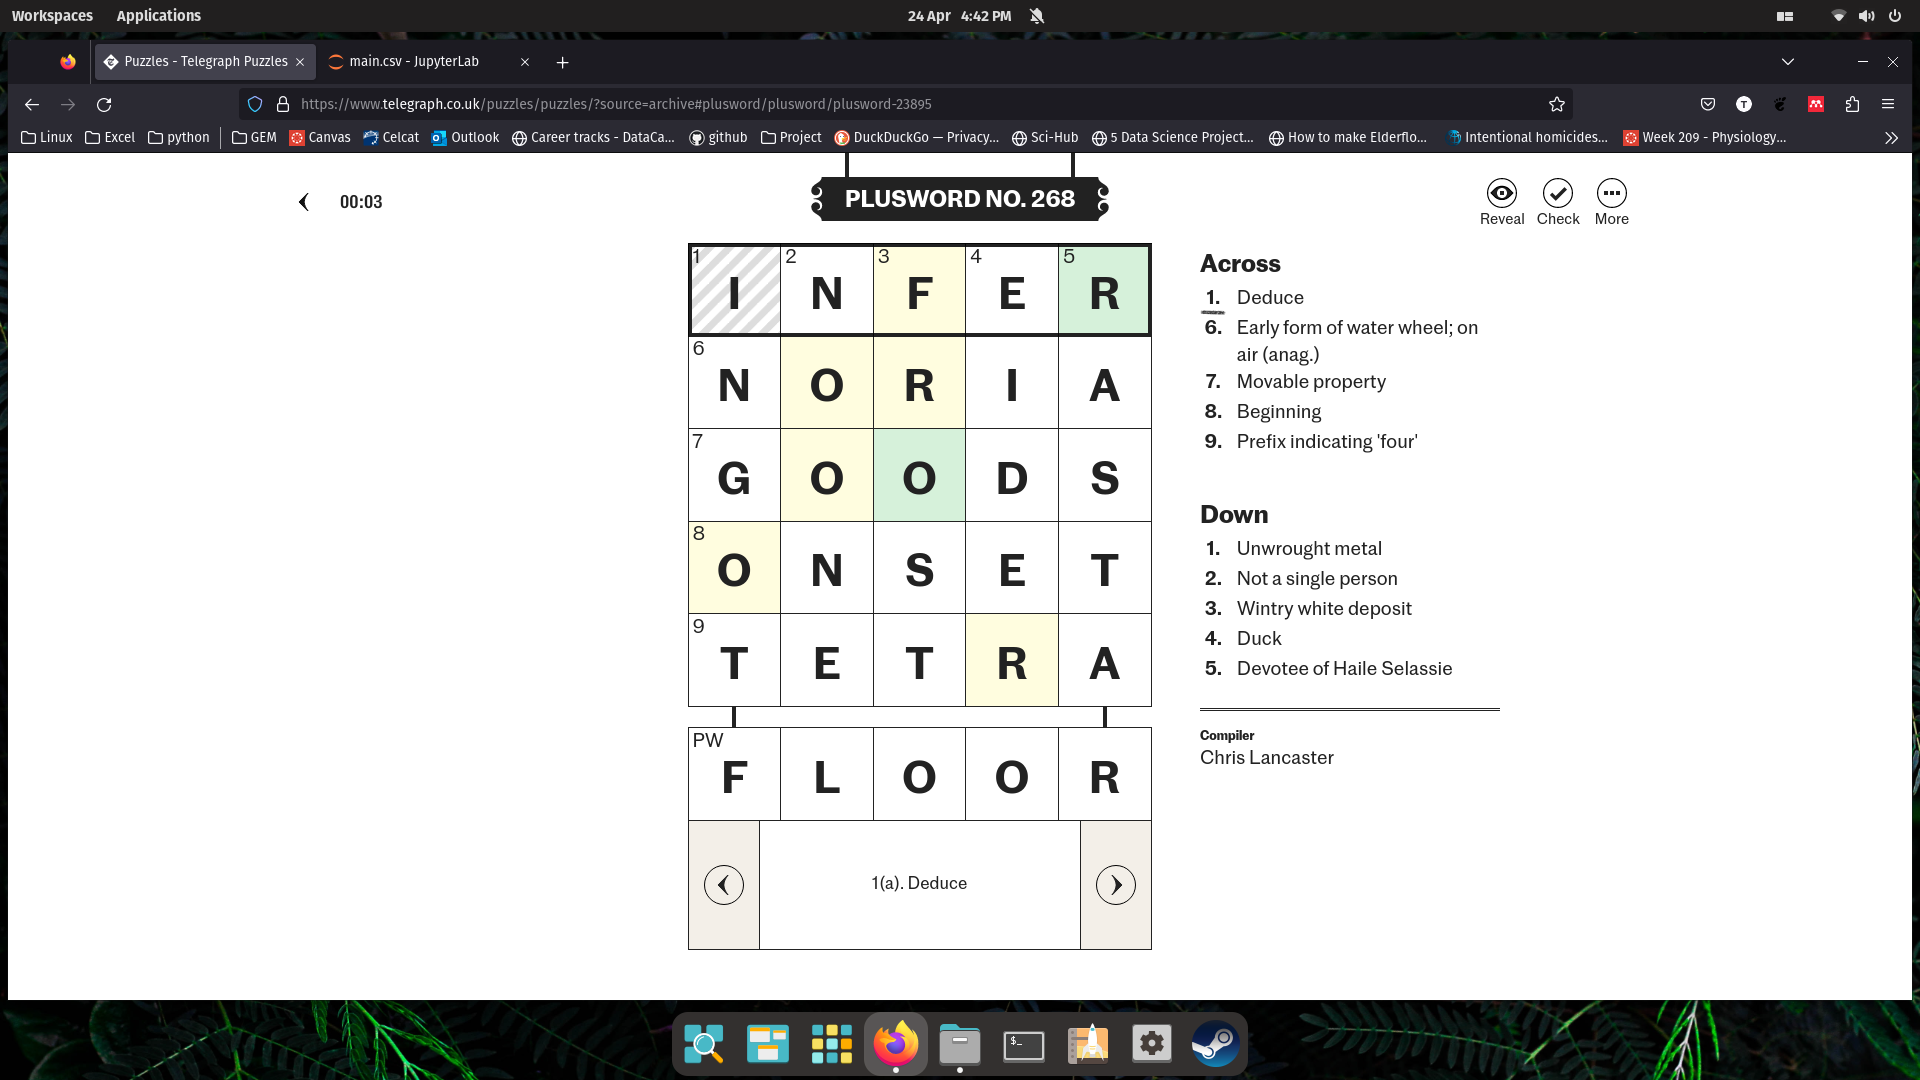 Workspaces Applications 24 Apr 4:42 PM
Puzzles - Telegraph Puzzles main.csv - JupyterLab
https://www.telegraph.co.uk/puzzles/puzzles/?source=archive#plusword/plusword/plusword-23895
Linux Excel python GEM Canvas Celcat Outlook Career tracks - DataCa... github Project DuckDuckGo — Privacy,... Sci-Hub 5 Data Science Project... How to make Elderflo... Intentional homicides... Week 209 - Physiology...
00:03
PLUSWORD NO. 268
Reveal Check More
1 I 2 N 3 F 4 E 5 R
6 N O R I A
7 G O O D S
8 O N S E T
9 T E T R A
PW F L O O R
1(a). Deduce
Across
1. Deduce
6. Early form of water wheel; on
air (anag.)
7. Movable property
8. Beginning
9. Prefix indicating 'four'
Down
1. Unwrought metal
2. Not a single person
3. Wintry white deposit
4. Duck
5. Devotee of Haile Selassie
Compiler
Chris Lancaster